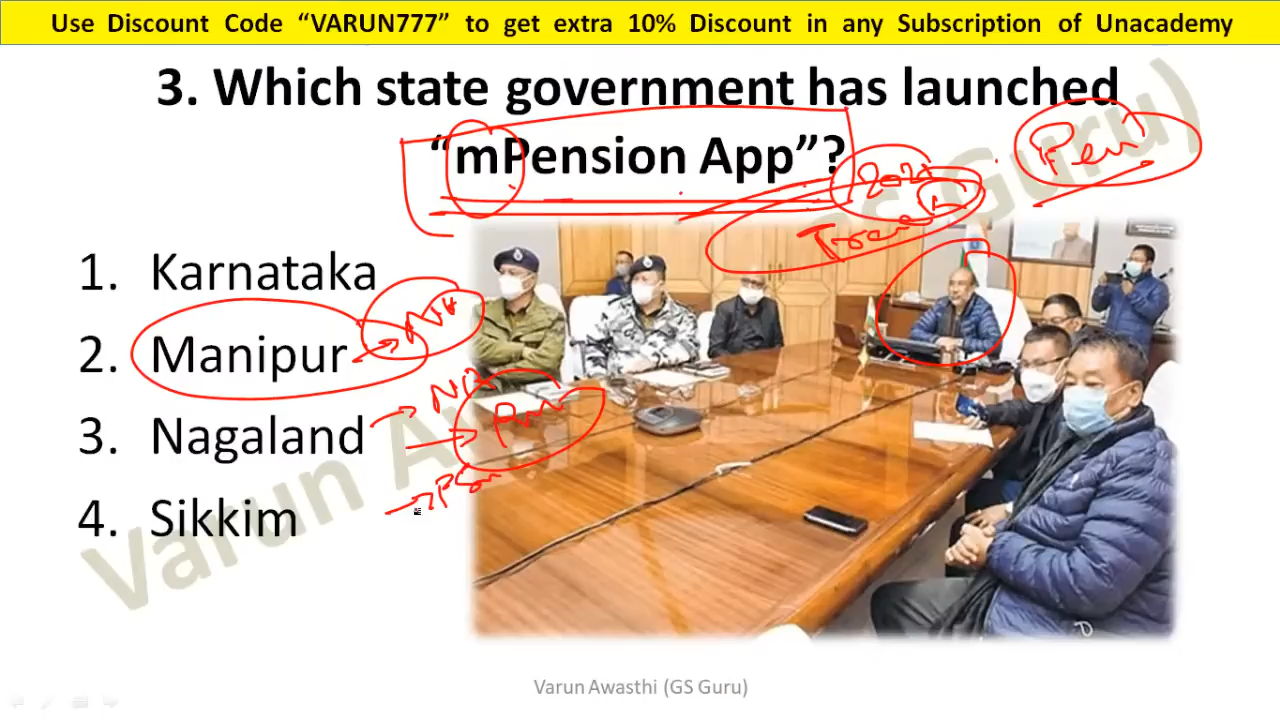 Use Discount Code “VARUN777” to get extra 10% Discount in any Subscription of Unacademy
3. Which state government has launched
“mPension App”?
1. Karnataka
2. Manipur
3. Nagaland
4. Sikkim
Varun Awasthi (GS Guru)